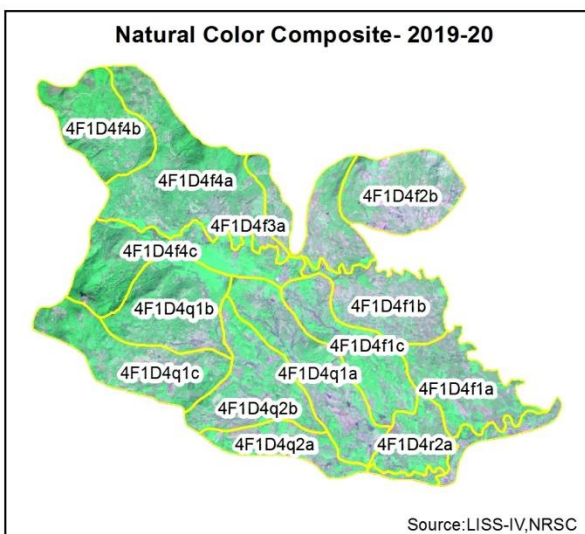 Natural Color Composite- 2019-20
4F1D4f4b
4F1D4f4a
4F1D4f2b
4F1D4f3a
4F1D4f4c
4F1D4q1b
4F1D4f1b
4F1D4f1c
4F1D4q1c
4F1D4q1a
4F1D4f1a
4F1D4q2b
4F1D4q2a
4F1D4r2a
Source:LISS-IV,NRSC